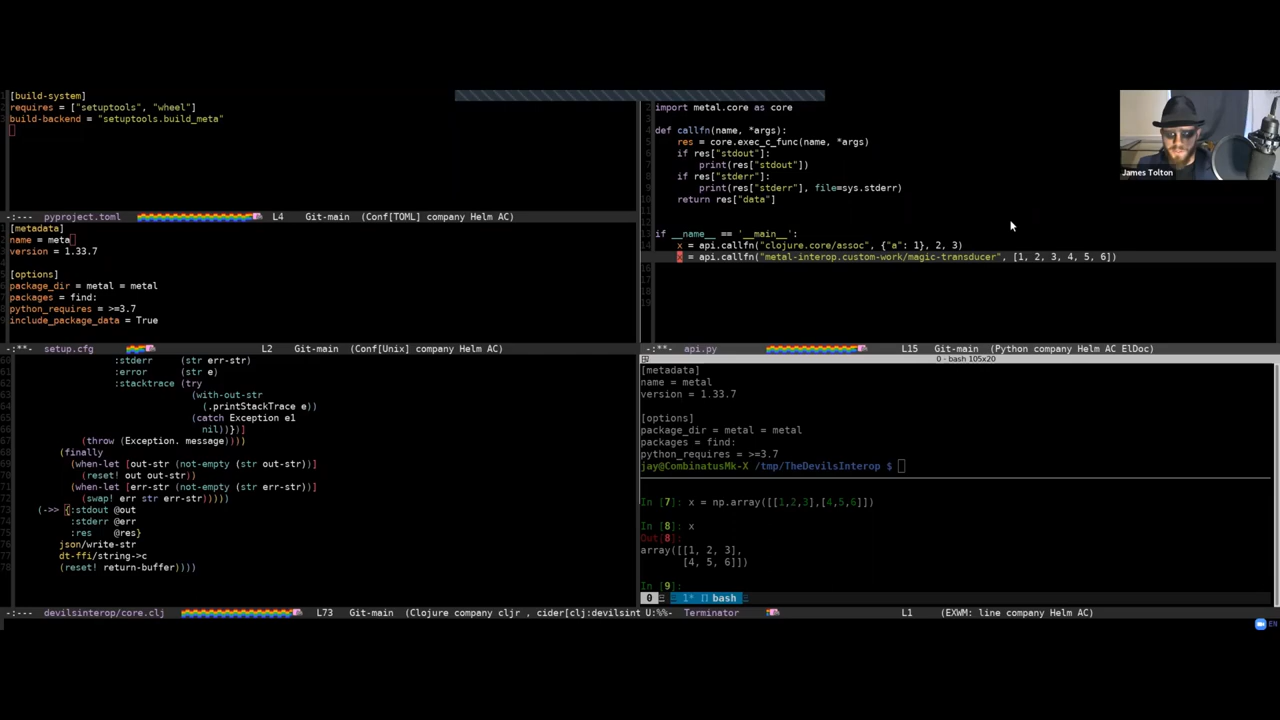 [build-system]
requires = ["setuptools", "wheel"]
build-backend = "setuptools.build_meta"
-:--- pyproject.toml L4 Git-main (Conf[TOML] company Helm AC)
[metadata]
name = meta
version = 1.33.7
[options]
package_dir = metal = metal
packages = find:
python_requires = >=3.7
include_package_data = True
-:**- setup.cfg L2 Git-main (Conf[Unix] company Helm AC)
:stderr (str err-str)
:error (str e)
:stacktrace (try
(with-out-str
(.printStackTrace e))
(catch Exception e1
nil))})]
(throw (Exception. message))))
(finally
(when-let [out-str (not-empty (str out-str))]
(reset! out out-str))
(when-let [err-str (not-empty (str err-str))]
(swap! err str err-str)))))
(->> {:stdout @out
:stderr @err
:res @res}
json/write-str
dt-ffi/string->c
(reset! return-buffer))))
-:--- devilsinterop/core.clj L73 Git-main (Clojure company cljr , cider[clj:devilsint
import metal.core as core
def callfn(name, *args):
res = core.exec_c_func(name, *args)
if res["stdout"]:
print(res["stdout"])
if res["stderr"]:
print(res["stderr"], file=sys.stderr)
return res["data"]
if __name__ == '__main__':
x = api.callfn("clojure.core/assoc", {"a": 1}, 2, 3)
x = api.callfn("metal-interop.custom-work/magic-transducer", [1, 2, 3, 4, 5, 6])
-:**- api.py L15 Git-main (Python company Helm AC ElDoc)
0 - bash 105x20
[metadata]
name = metal
version = 1.33.7
[options]
package_dir = metal = metal
packages = find:
python_requires = >=3.7
jay@CombinatusMk-X /tmp/TheDevilsInterop $
In [7]: x = np.array([[1,2,3],[4,5,6]])
In [8]: x
Out[8]:
array([[1, 2, 3],
[4, 5, 6]])
In [9]:
0 1* bash
U:%%- Terminator L1 (EXWM: line company Helm AC)
James Tolton
EN